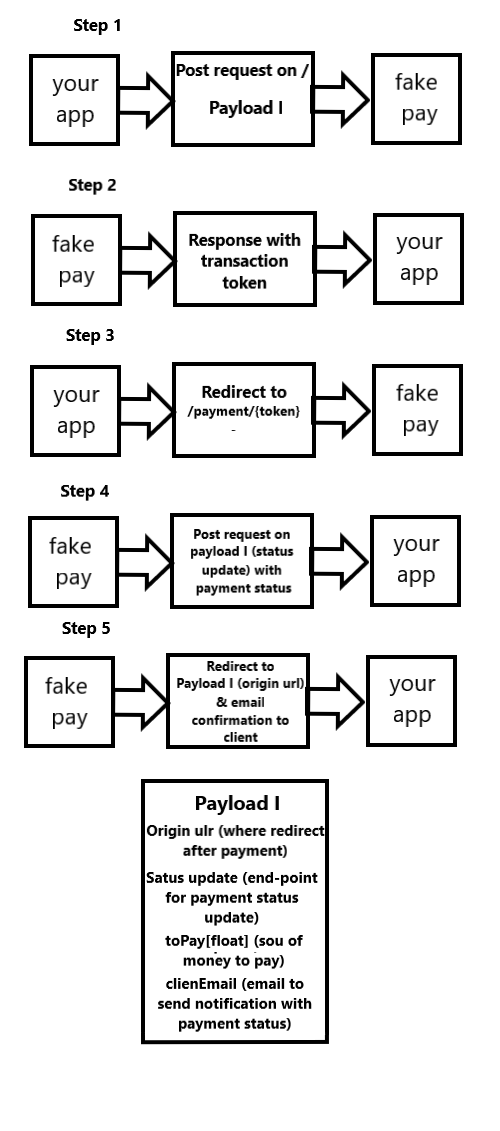 Step 1
your
app
Post request on /
Payload I
fake
pay
Step 2
fake
pay
Response with
transaction
token
your
app
Step 3
your
app
Redirect to
/payment/{token}
-
fake
pay
Step 4
fake
pay
Post request on
payload I (status
update) with
payment status
your
app
Step 5
fake
pay
Redirect to
Payload I (origin url)
& email
confirmation to
client
your
app
Payload I
Origin ulr (where redirect
after payment)
Satus update (end-point
for payment status
update)
toPay[float] (sou of
money to pay)
clienEmail (email to
send notification with
payment status)